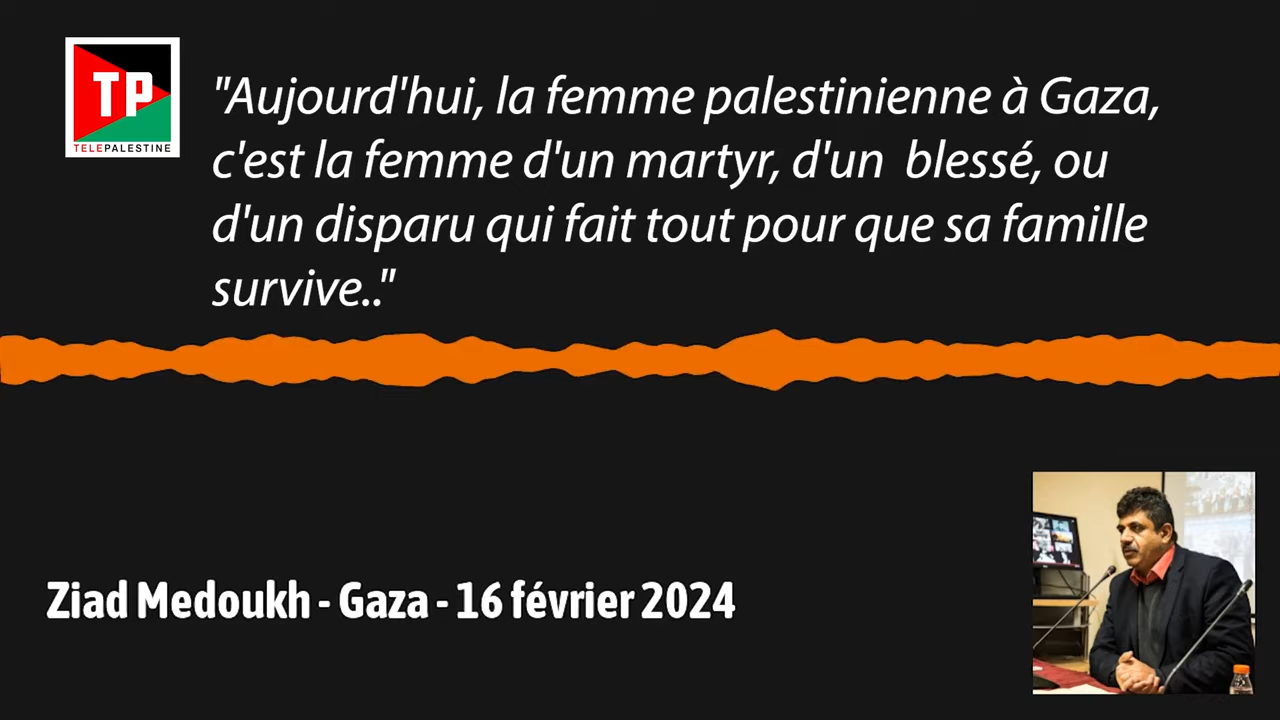 TP
TELEPALESTINE
"Aujourd'hui, la femme palestinienne à Gaza,
c'est la femme d'un martyr, d'un  blessé, ou
d'un disparu qui fait tout pour que sa famille
survive.."
Ziad Medoukh - Gaza - 16 février 2024